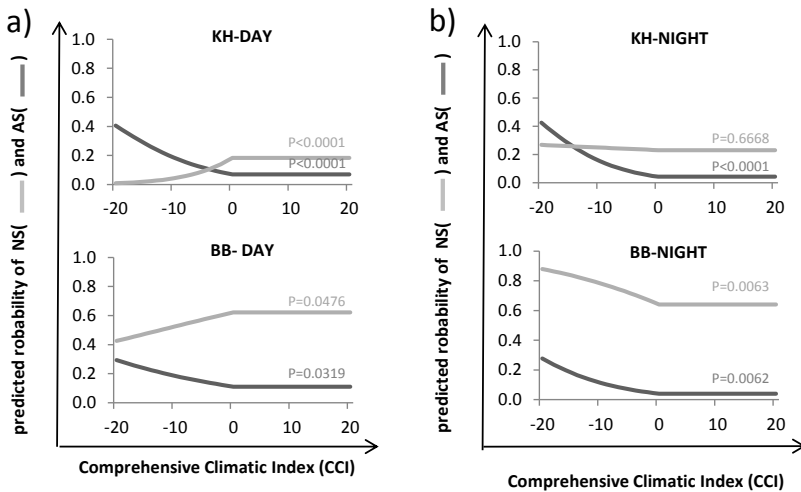 a)
KH-DAY
1.0
0.8
0.6
0.4
0.2
0.0
P<0.0001
P<0.0001
-20 -10 0 10 20
BB- DAY
1.0
0.8
0.6
0.4
0.2
0.0
P=0.0476
P=0.0319
-20 -10 0 10 20
predicted robability of NS( ) and AS( )
Comprehensive Climatic Index (CCI)
b)
KH-NIGHT
1.0
0.8
0.6
0.4
0.2
0.0
P=0.6668
P<0.0001
-20 -10 0 10 20
BB-NIGHT
1.0
0.8
0.6
0.4
0.2
0.0
P=0.0063
P=0.0062
-20 -10 0 10 20
predicted robability of NS( ) and AS( )
Comprehensive Climatic Index (CCI)